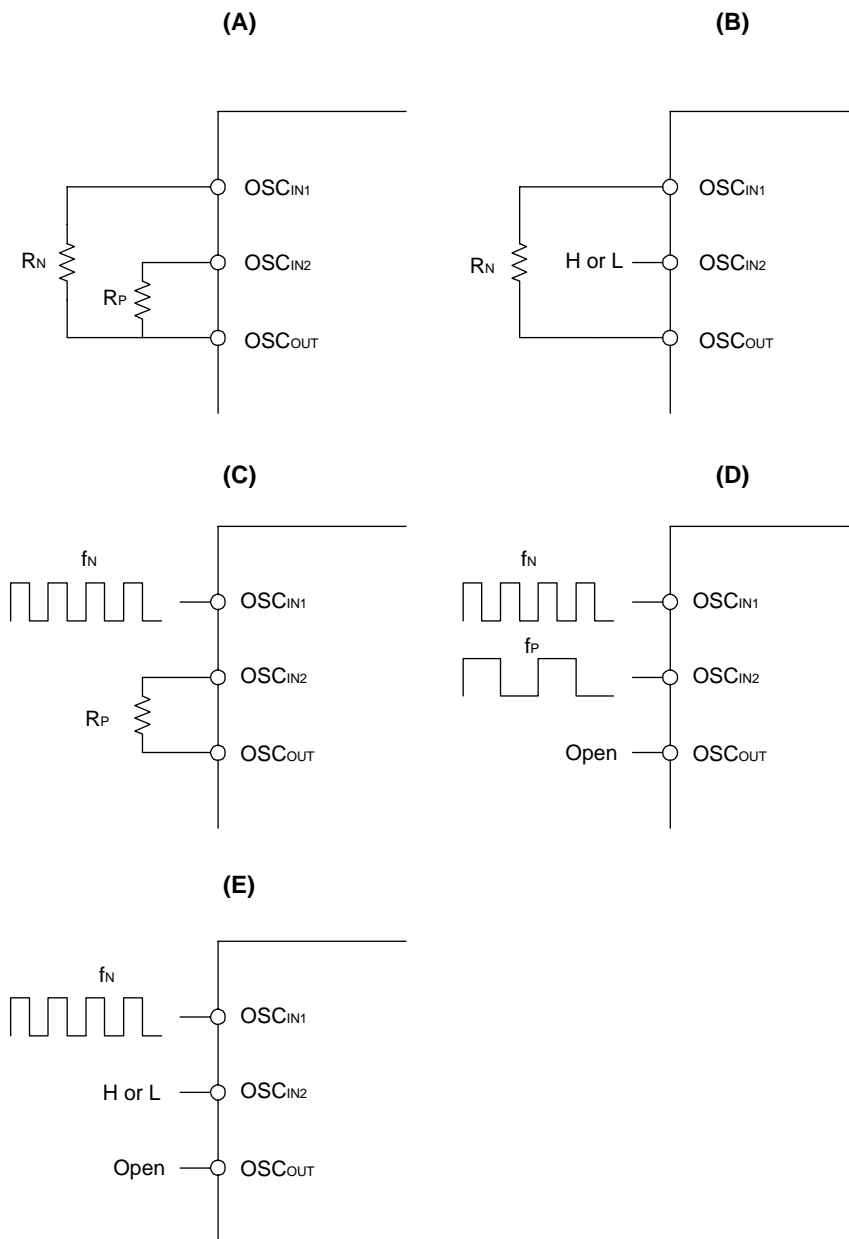 (A)
OSCIN1
RN
OSCIN2
RP
OSCOUT
(B)
OSCIN1
RN
H or L
OSCIN2
OSCOUT
(C)
fN
OSCIN1
OSCIN2
RP
OSCOUT
(D)
fN
OSCIN1
fP
OSCIN2
Open
OSCOUT
(E)
fN
OSCIN1
H or L
OSCIN2
Open
OSCOUT